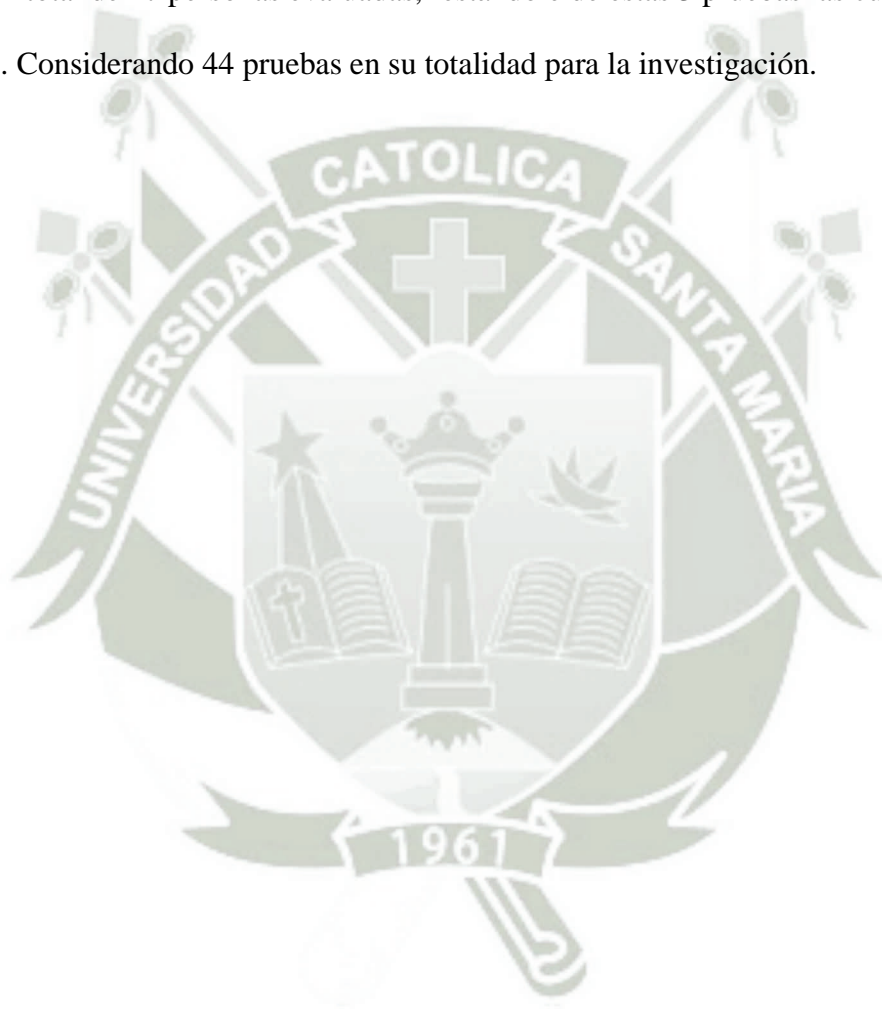 . Considerando 44 pruebas en su totalidad para la investigación.
CATOLICA
UNIVERSIDAD
SANTA MARIA
1961